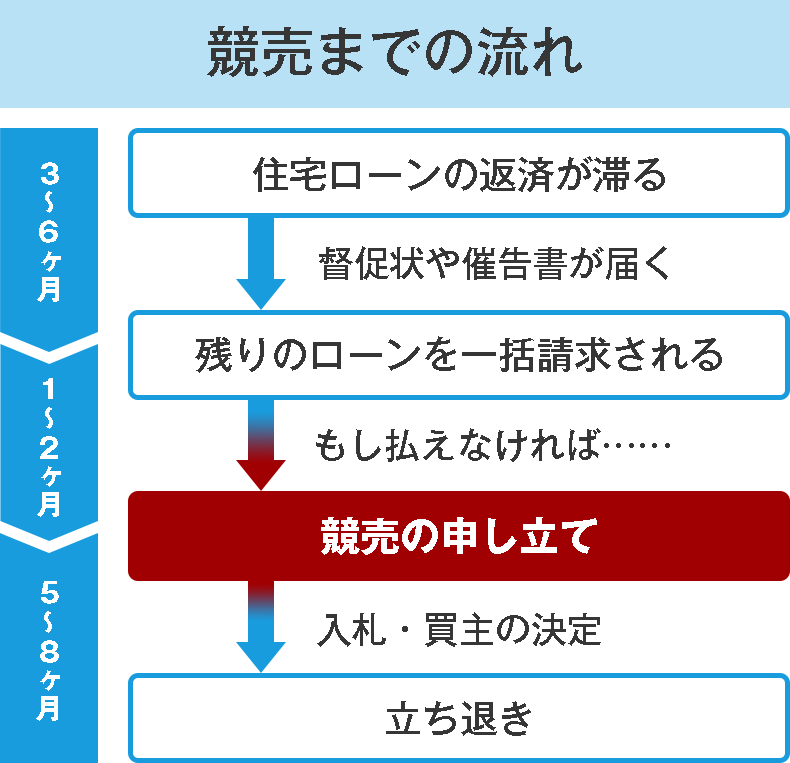 競売までの流れ
3〜6ヶ月
住宅ローンの返済が滞る
督促状や催告書が届く
残りのローンを一括請求される
1〜2ヶ月
もし払えなければ……
競売の申し立て
5〜8ヶ月
入札・買主の決定
立ち退き